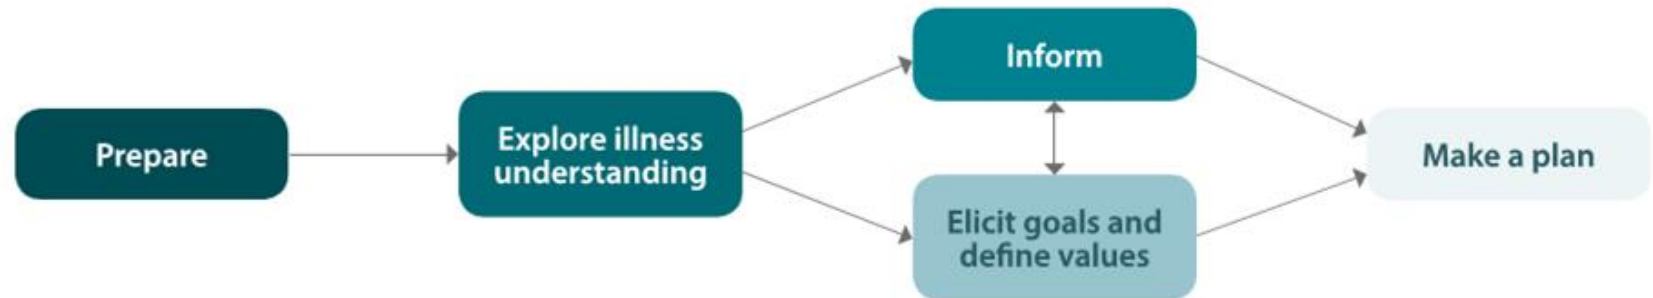 Prepare
Explore illness
understanding
Inform
Elicit goals and
define values
Make a plan